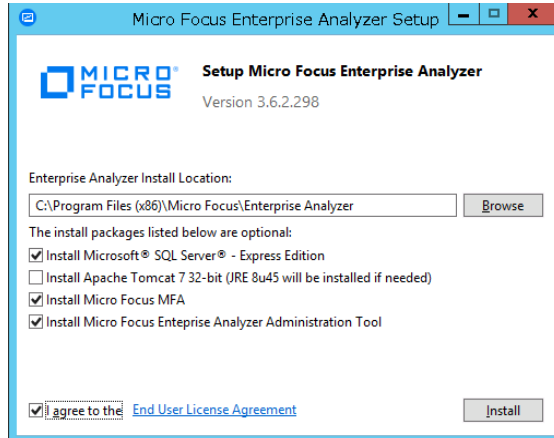 Micro Focus Enterprise Analyzer Setup
MICRO®
FOCUS
Setup Micro Focus Enterprise Analyzer
Version 3.6.2.298
Enterprise Analyzer Install Location:
C:\Program Files (x86)\Micro Focus\Enterprise Analyzer
Browse
The install packages listed below are optional:
Install Microsoft® SQL Server® - Express Edition
Install Apache Tomcat 7 32-bit (JRE 8u45 will be installed if needed)
Install Micro Focus MFA
Install Micro Focus Enteprise Analyzer Administration Tool
I agree to the End User License Agreement
Install